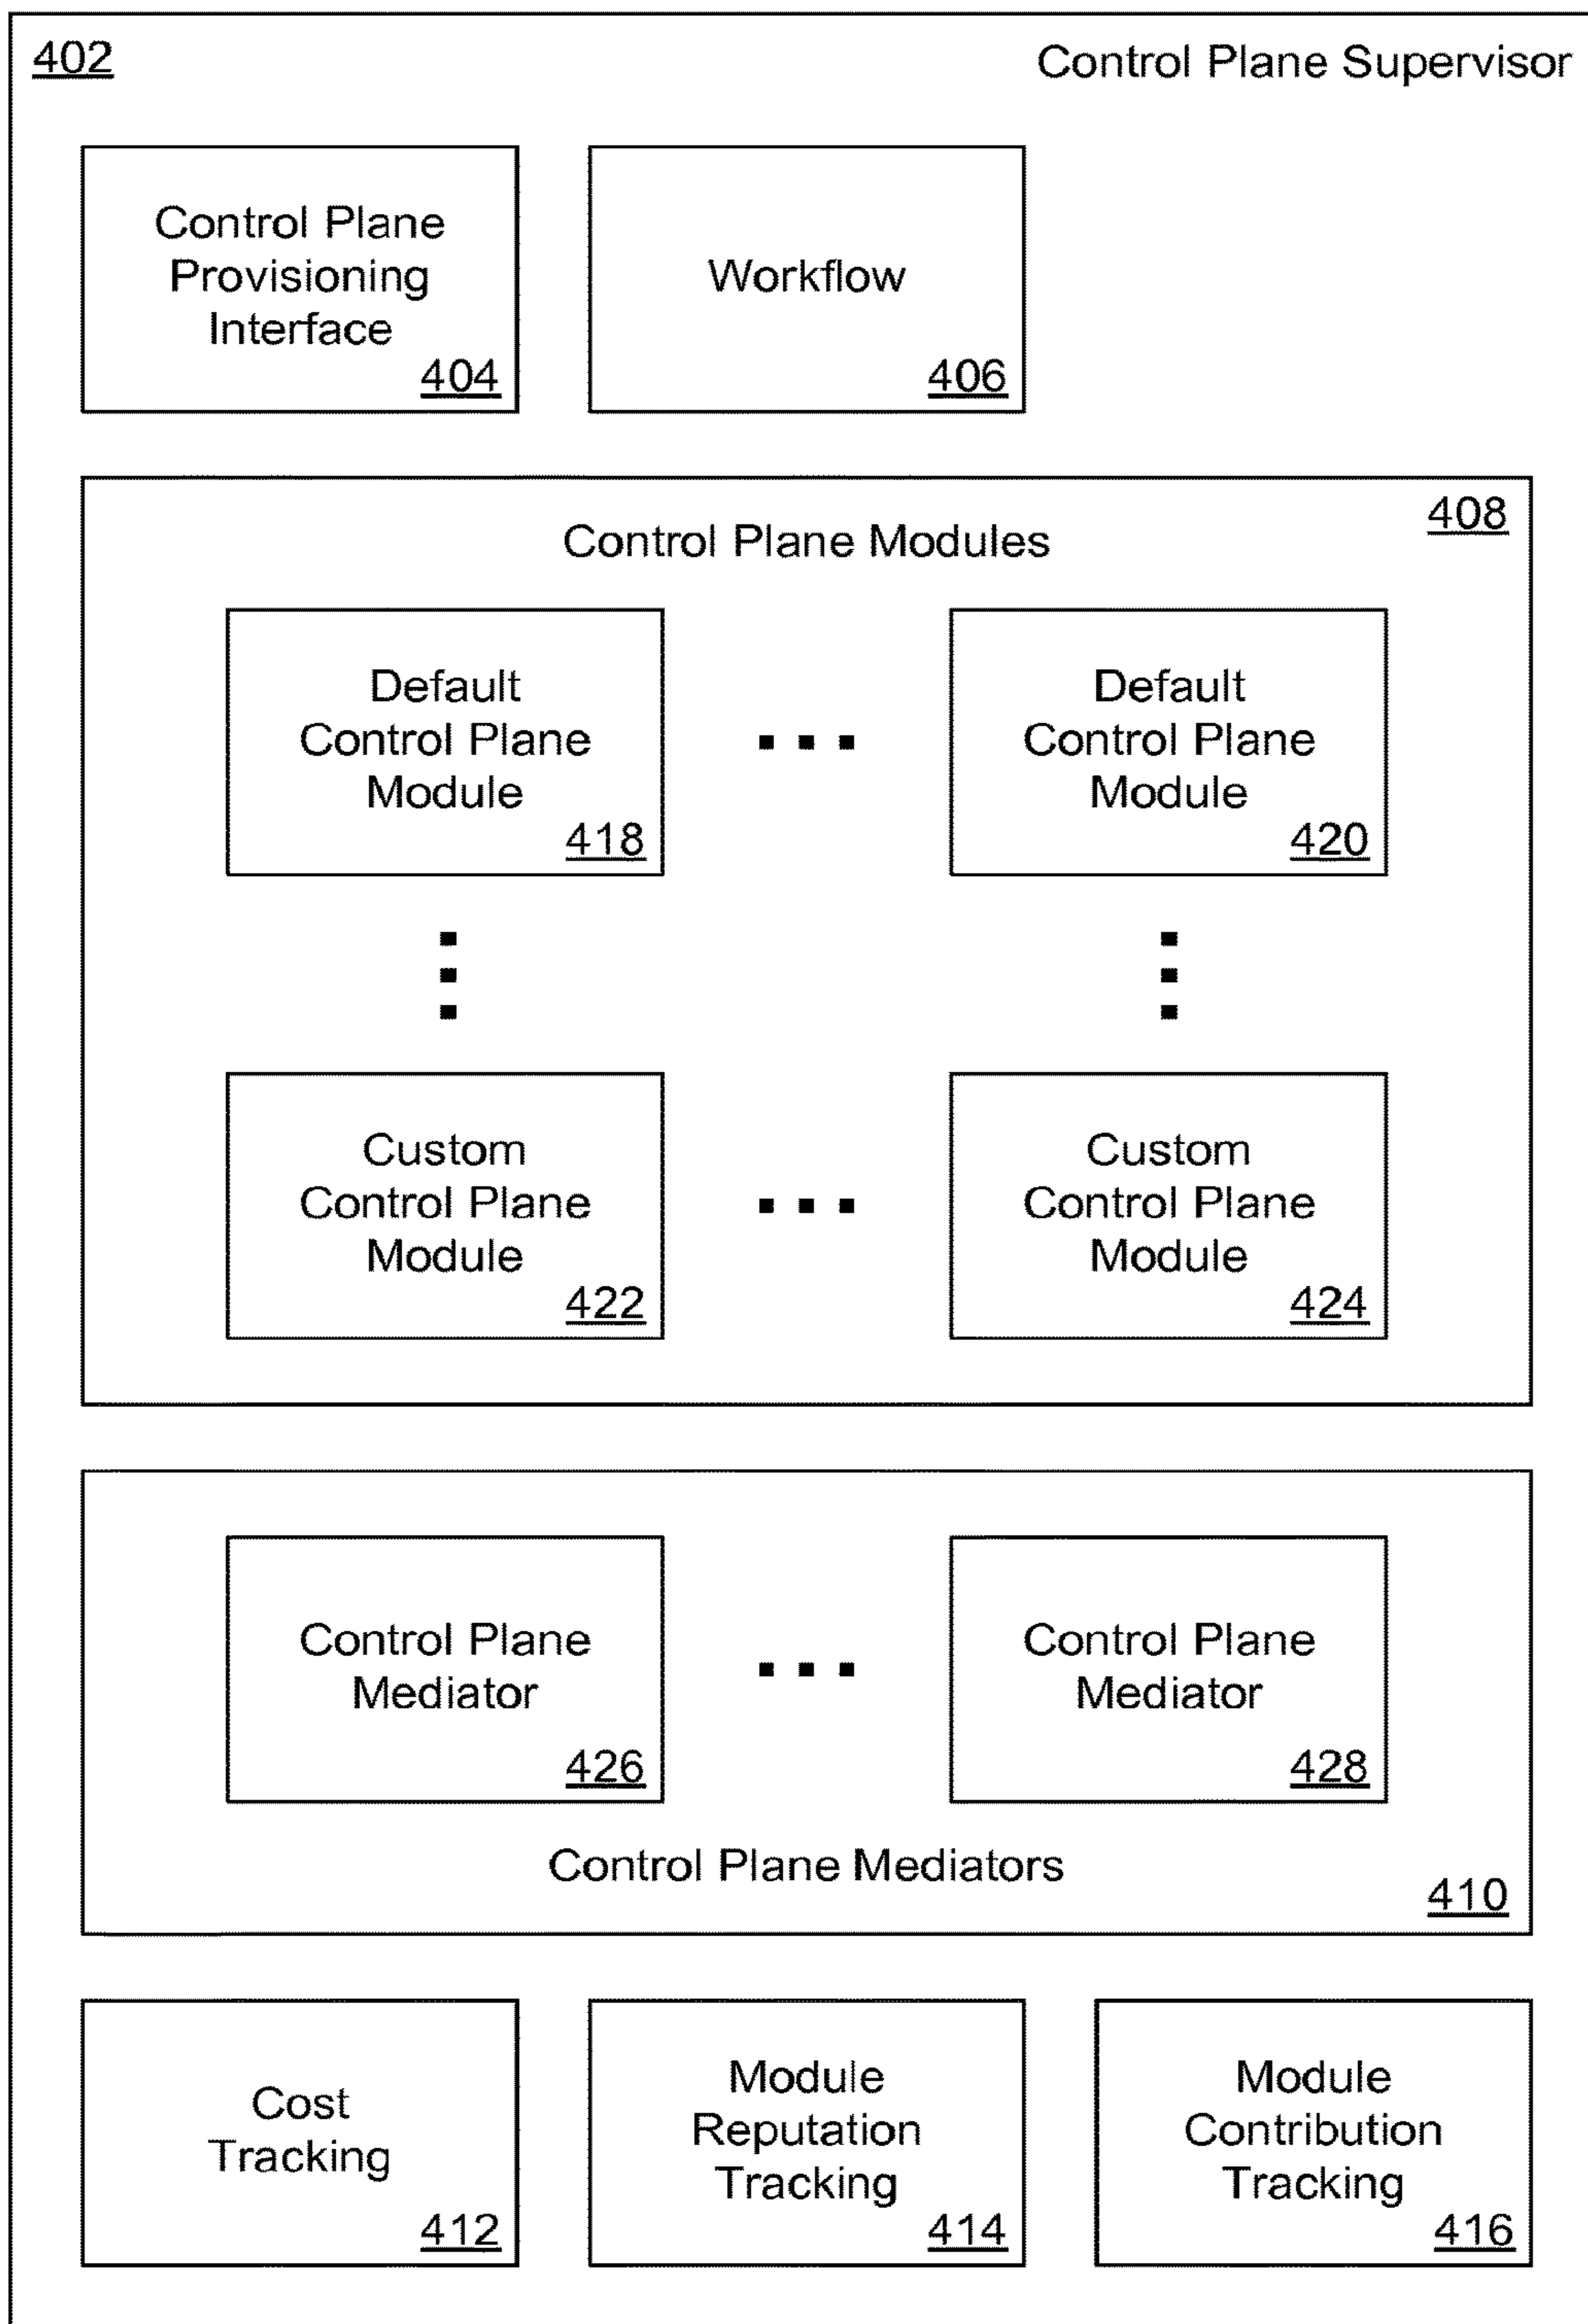 402
Control Plane Supervisor
Control Plane
Provisioning
Interface
404
Workflow
406
408
Control Plane Modules
Default
Control Plane
Module
418
Default
Control Plane
Module
420
Custom
Control Plane
Module
422
Custom
Control Plane
Module
424
Control Plane
Mediator
426
Control Plane
Mediator
428
Control Plane Mediators
410
Cost
Tracking
412
Module
Reputation
Tracking
414
Module
Contribution
Tracking
416